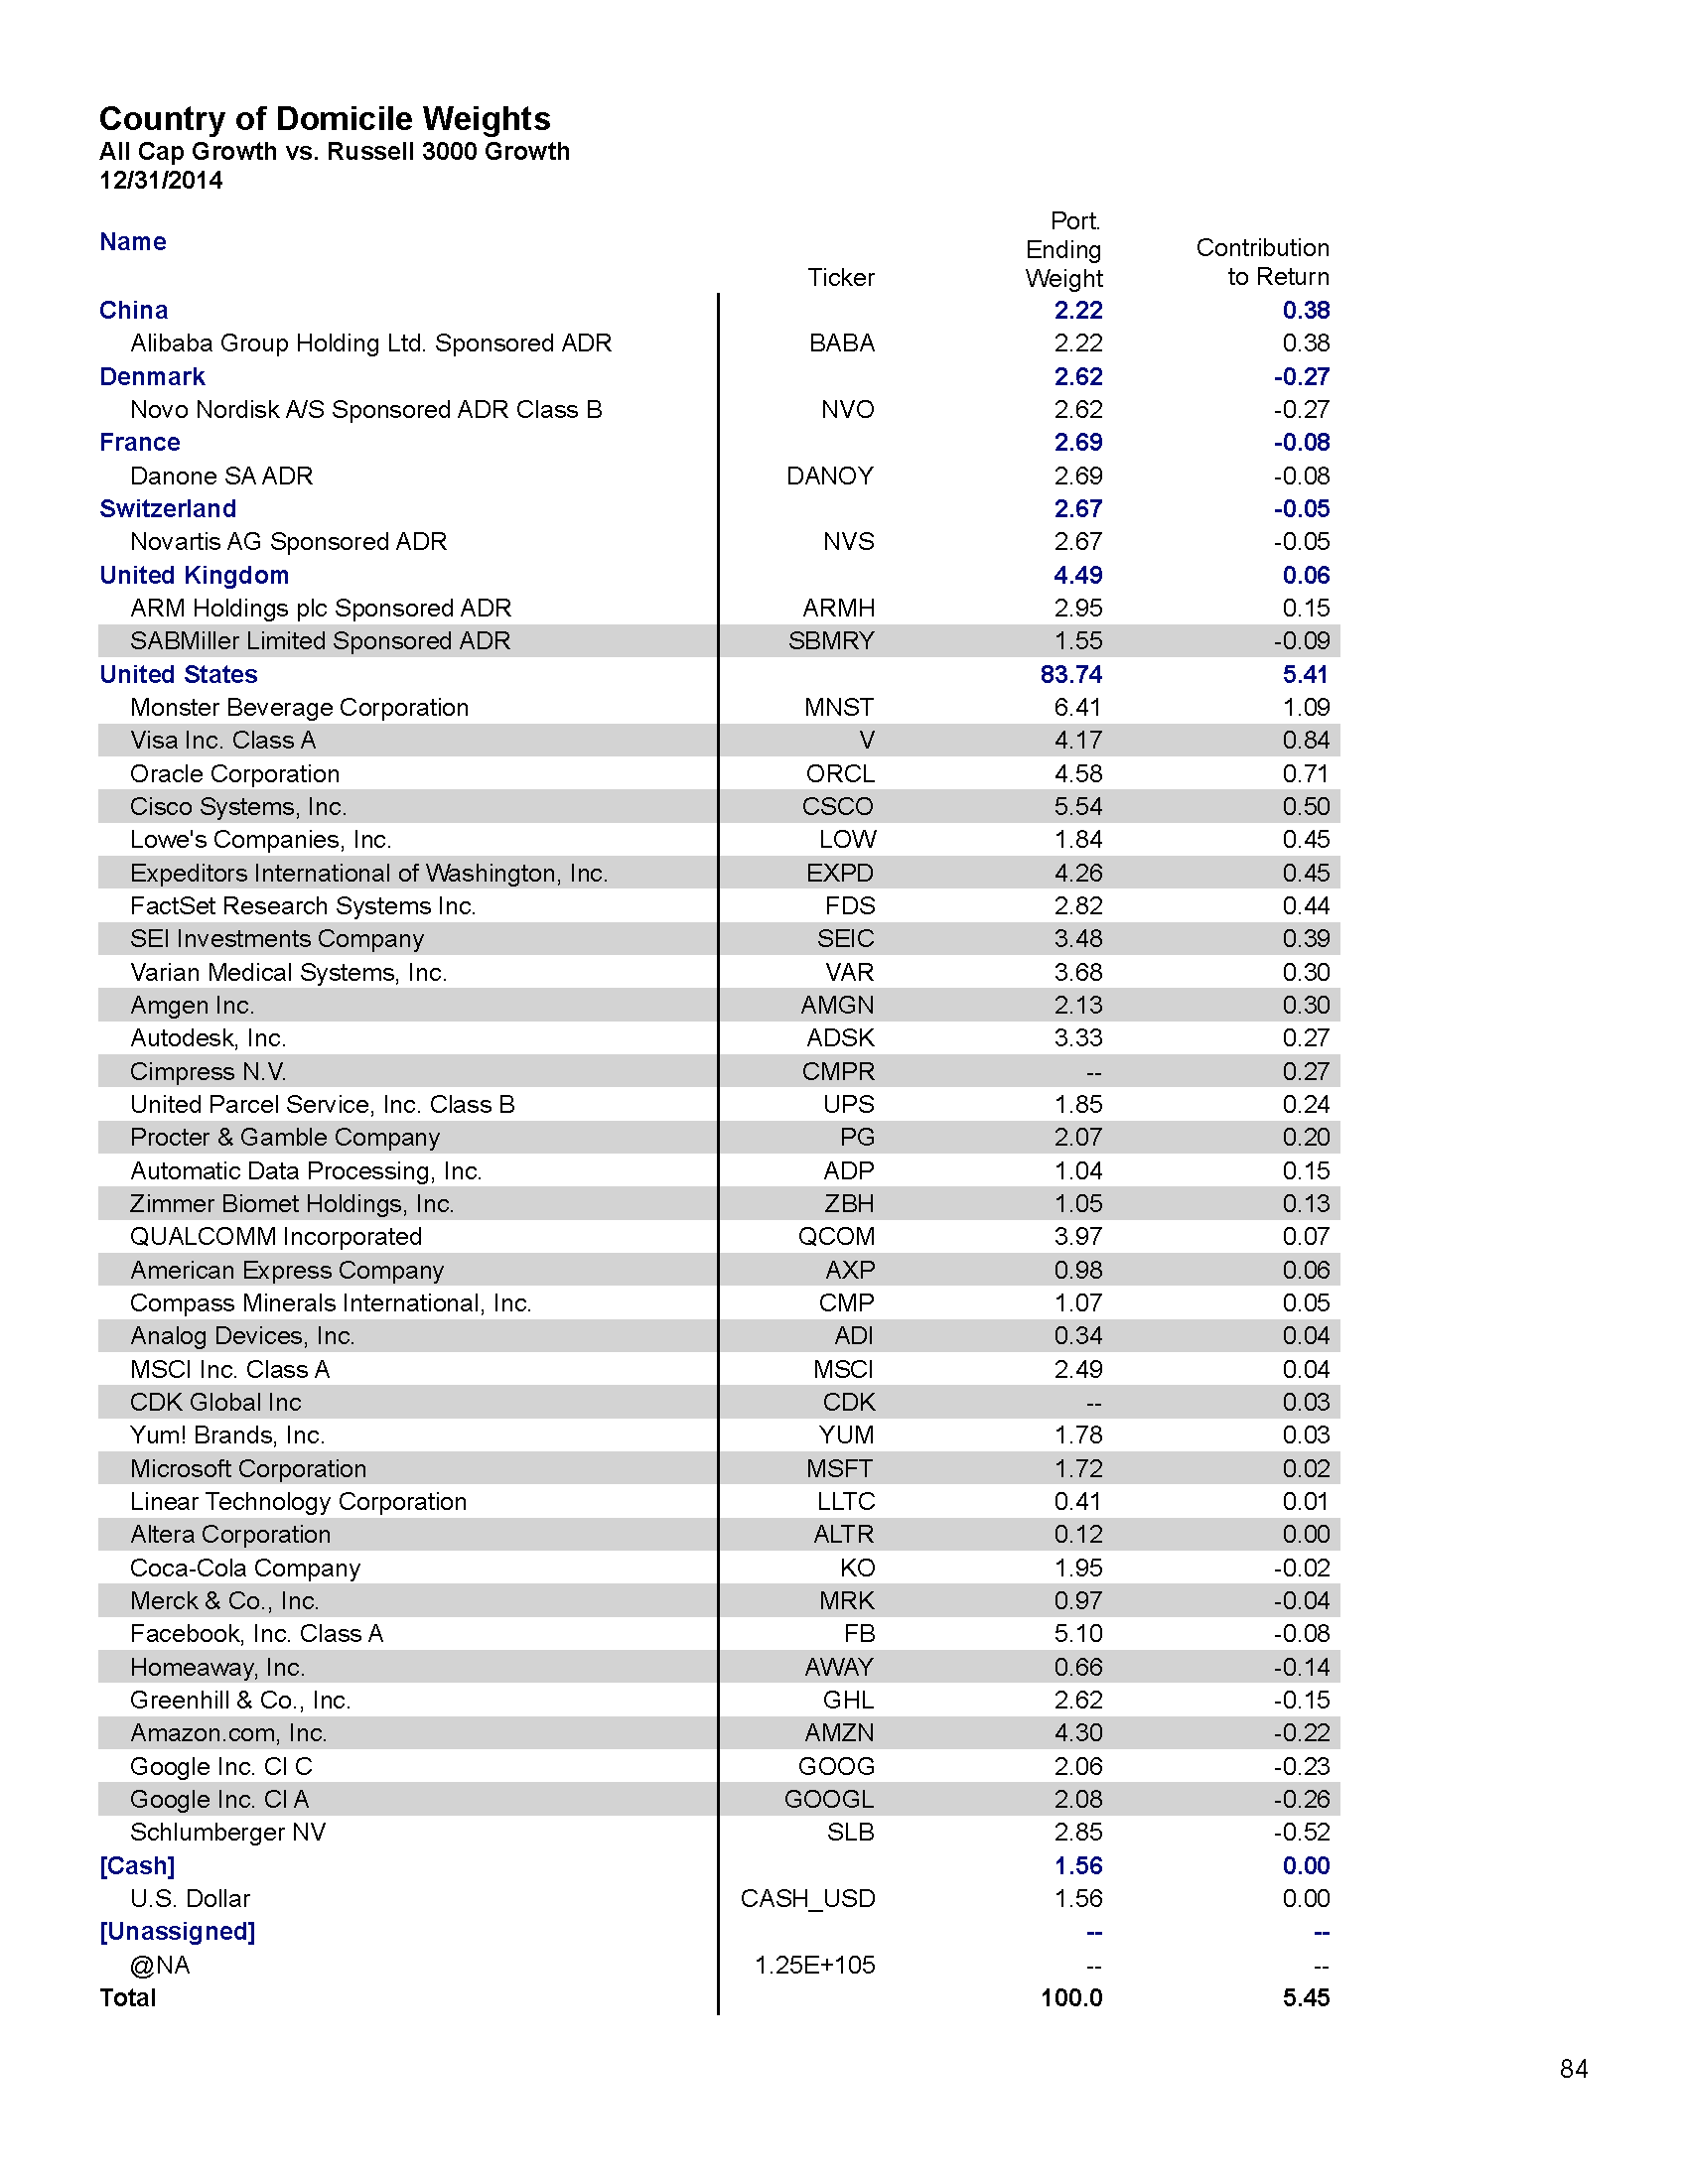 Country of Domicile Weights
All Cap Growth vs. Russell 3000 Growth
12/31/2014
Name Ticker Port. Ending Weight Contribution to Return
China 2.22 0.38
Alibaba Group Holding Ltd. Sponsored ADR BABA 2.22 0.38
Denmark 2.62 -0.27
Novo Nordisk A/S Sponsored ADR Class B NVO 2.62 -0.27
France 2.69 -0.08
Danone SA ADR DANOY 2.69 -0.08
Switzerland 2.67 -0.05
Novartis AG Sponsored ADR NVS 2.67 -0.05
United Kingdom 4.49 0.06
ARM Holdings plc Sponsored ADR ARMH 2.95 0.15
SABMiller Limited Sponsored ADR SBMRY 1.55 -0.09
United States 83.74 5.41
Monster Beverage Corporation MNST 6.41 1.09
Visa Inc. Class A V 4.17 0.84
Oracle Corporation ORCL 4.58 0.71
Cisco Systems, Inc. CSCO 5.54 0.50
Lowe's Companies, Inc. LOW 1.84 0.45
Expeditors International of Washington, Inc. EXPD 4.26 0.45
FactSet Research Systems Inc. FDS 2.82 0.44
SEI Investments Company SEIC 3.48 0.39
Varian Medical Systems, Inc. VAR 3.68 0.30
Amgen Inc. AMGN 2.13 0.30
Autodesk, Inc. ADSK 3.33 0.27
Cimpress N.V. CMPR -- 0.27
United Parcel Service, Inc. Class B UPS 1.85 0.24
Procter & Gamble Company PG 2.07 0.20
Automatic Data Processing, Inc. ADP 1.04 0.15
Zimmer Biomet Holdings, Inc. ZBH 1.05 0.13
QUALCOMM Incorporated QCOM 3.97 0.07
American Express Company AXP 0.98 0.06
Compass Minerals International, Inc. CMP 1.07 0.05
Analog Devices, Inc. ADI 0.34 0.04
MSCI Inc. Class A MSCI 2.49 0.04
CDK Global Inc CDK -- 0.03
Yum! Brands, Inc. YUM 1.78 0.03
Microsoft Corporation MSFT 1.72 0.02
Linear Technology Corporation LLTC 0.41 0.01
Altera Corporation ALTR 0.12 0.00
Coca-Cola Company KO 1.95 -0.02
Merck & Co., Inc. MRK 0.97 -0.04
Facebook, Inc. Class A FB 5.10 -0.08
Homeaway, Inc. AWAY 0.66 -0.14
Greenhill & Co., Inc. GHL 2.62 -0.15
Amazon.com, Inc. AMZN 4.30 -0.22
Google Inc. Cl C GOOG 2.06 -0.23
Google Inc. Cl A GOOGL 2.08 -0.26
Schlumberger NV SLB 2.85 -0.52
[Cash] 1.56 0.00
U.S. Dollar CASH_USD 1.56 0.00
[Unassigned] -- --
@NA 1.25E+105 -- --
Total 100.0 5.45
84